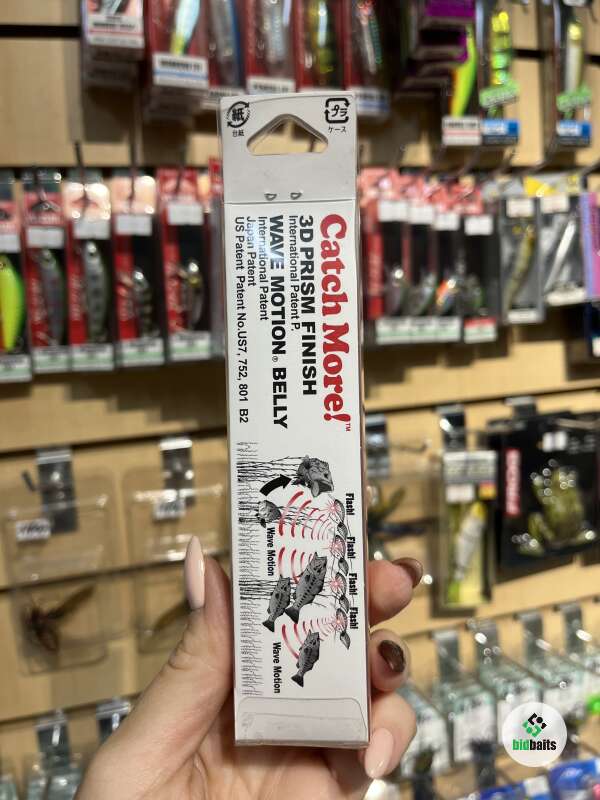 紙
台紙
プラ
ケース
Catch More!™
3D PRISM FINISH
International Patent P.
WAVE MOTION® BELLY
International Patent
Japan Patent
US Patent Patent No.US7, 752, 801 B2
Flash!
Flash!
Flash!
Flash!
Wave Motion
Wave Motion
bidbaits